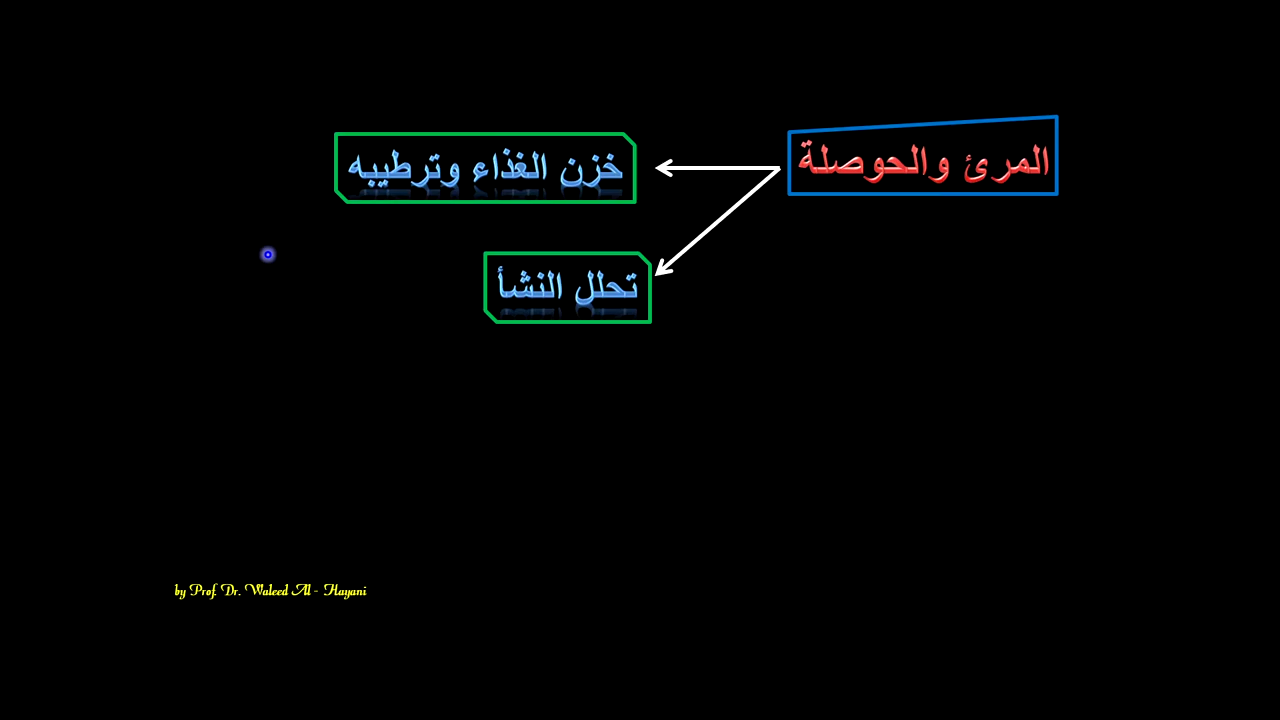 المرئ والحوصلة
خزن الغذاء وترطيبه
تحلل النشأ
by Prof. Dr. Waleed Al - Hayani